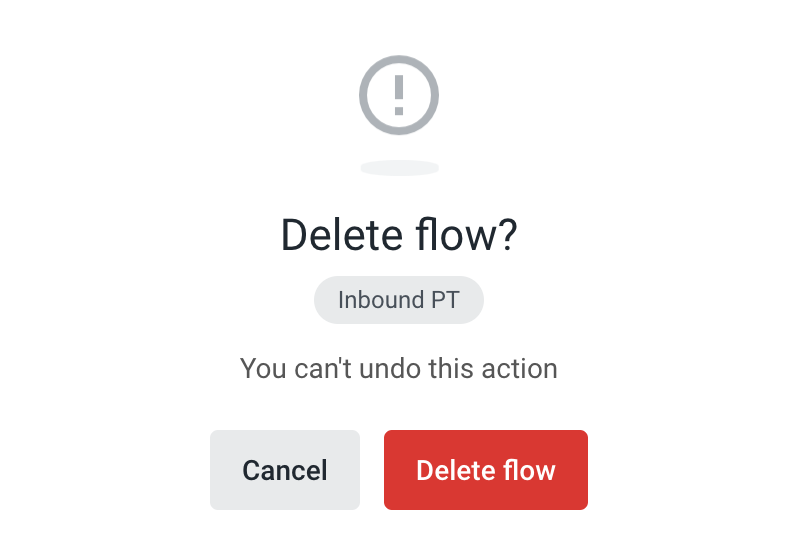 Delete flow?
Inbound PT
You can't undo this action
Cancel
Delete flow